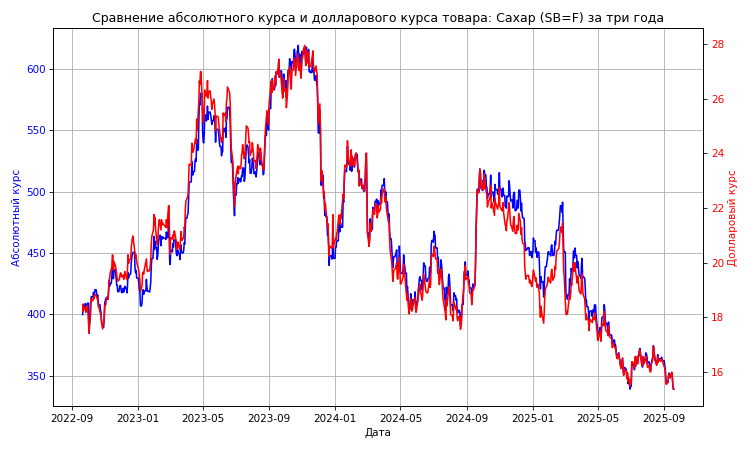 Сравнение абсолютного курса и долларового курса товара: Сахар (SB=F) за три года
Абсолютный курс
600
550
500
450
400
350
28
26
24
22
20
18
16
Долларовый курс
2022-09 2023-01 2023-05 2023-09 2024-01 2024-05 2024-09 2025-01 2025-05 2025-09
Дата